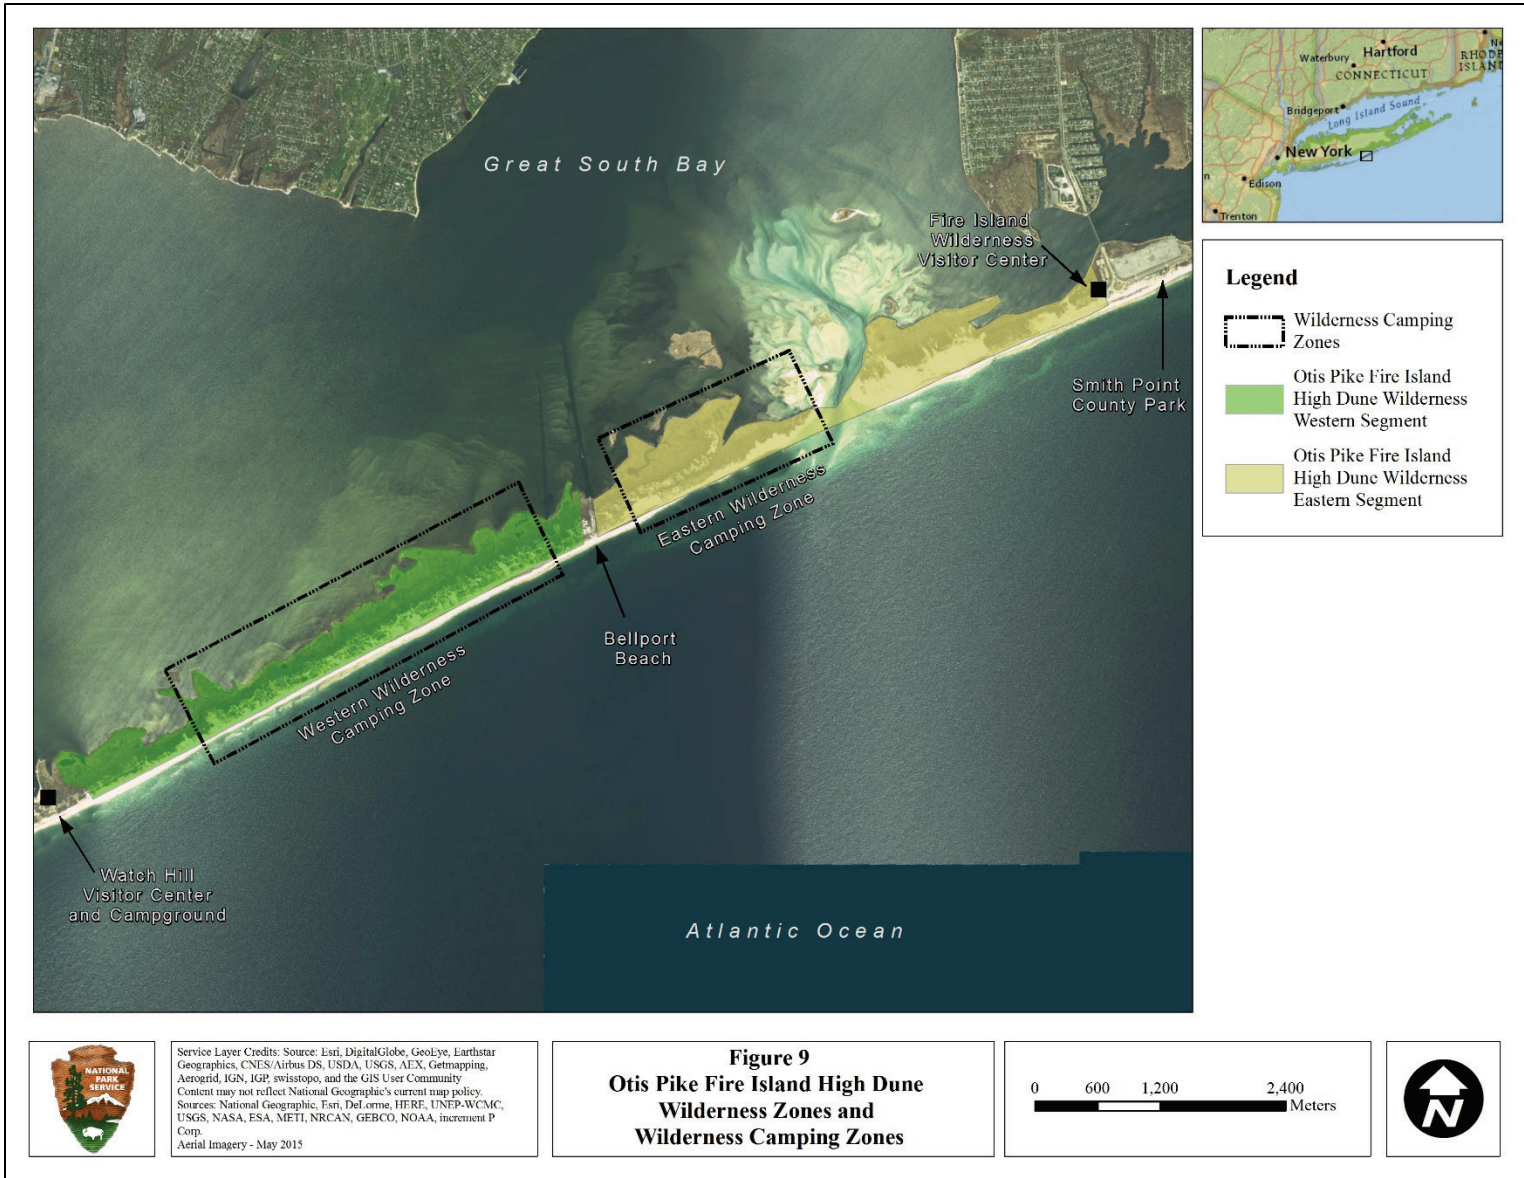 Great South Bay
Fire Island
Wilderness
Visitor Center
Smith Point
County Park
Eastern Wilderness
Camping Zone
Bellport
Beach
Western Wilderness
Camping Zone
Watch Hill
Visitor Center
and Campground
Atlantic Ocean
Waterbury
Hartford
CONNECTICUT
RHODE
ISLAND
Ne
Bridgeport
Long Island Sound
New York
n
Edison
Trenton
Legend
Wilderness Camping
Zones
Otis Pike Fire Island
High Dune Wilderness
Western Segment
Otis Pike Fire Island
High Dune Wilderness
Eastern Segment
NATIONAL
PARK
SERVICE
Service Layer Credits: Source: Esri, DigitalGlobe, GeoEye, Earthstar
Geographics, CNES/Airbus DS, USDA, USGS, AEX, Getmapping,
Aerogrid, IGN, IGP, swisstopo, and the GIS User Community
Content may not reflect National Geographic's current map policy.
Sources: National Geographic, Esri, DeLorme, HERE, UNEP-WCMC,
USGS, NASA, ESA, METI, NRCAN, GEBCO, NOAA, increment P
Corp.
Aerial Imagery - May 2015
Figure 9
Otis Pike Fire Island High Dune
Wilderness Zones and
Wilderness Camping Zones
0 600 1,200 2,400
Meters
N